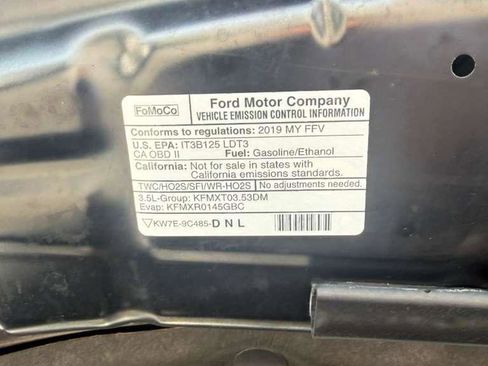 FoMoCo
Ford Motor Company
VEHICLE EMISSION CONTROL INFORMATION
Conforms to regulations: 2019 MY FFV
U.S. EPA: IT3B125 LDT3
CA OBD II Fuel: Gasoline/Ethanol
California: Not for sale in states with
California emissions standards.
TWC/HO2S/SFI/WR-HO2S No adjustments needed.
3.5L-Group: KFMXT03.53DM
Evap: KFMXR0145GBC
KW7E-9C485-D N L